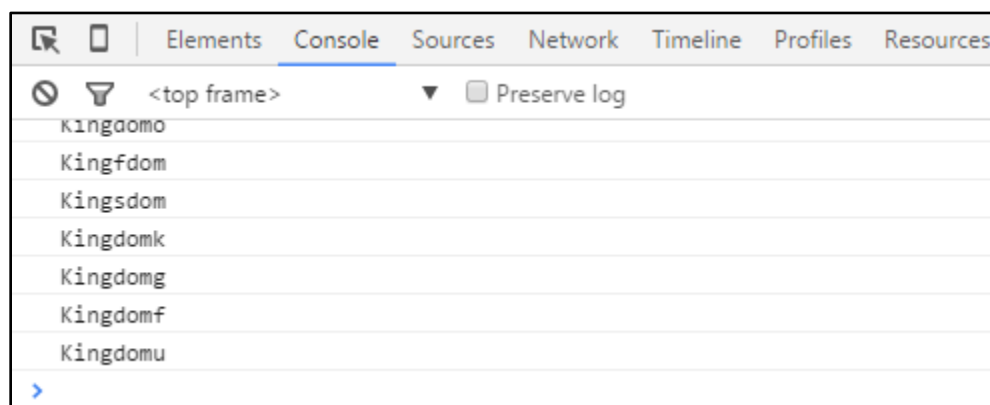 Elements Console Sources Network Timeline Profiles Resources
<top frame> ▼ Preserve log
Kingdomo
Kingfdom
Kingsdom
Kingdomk
Kingdomg
Kingdomf
Kingdomu
>